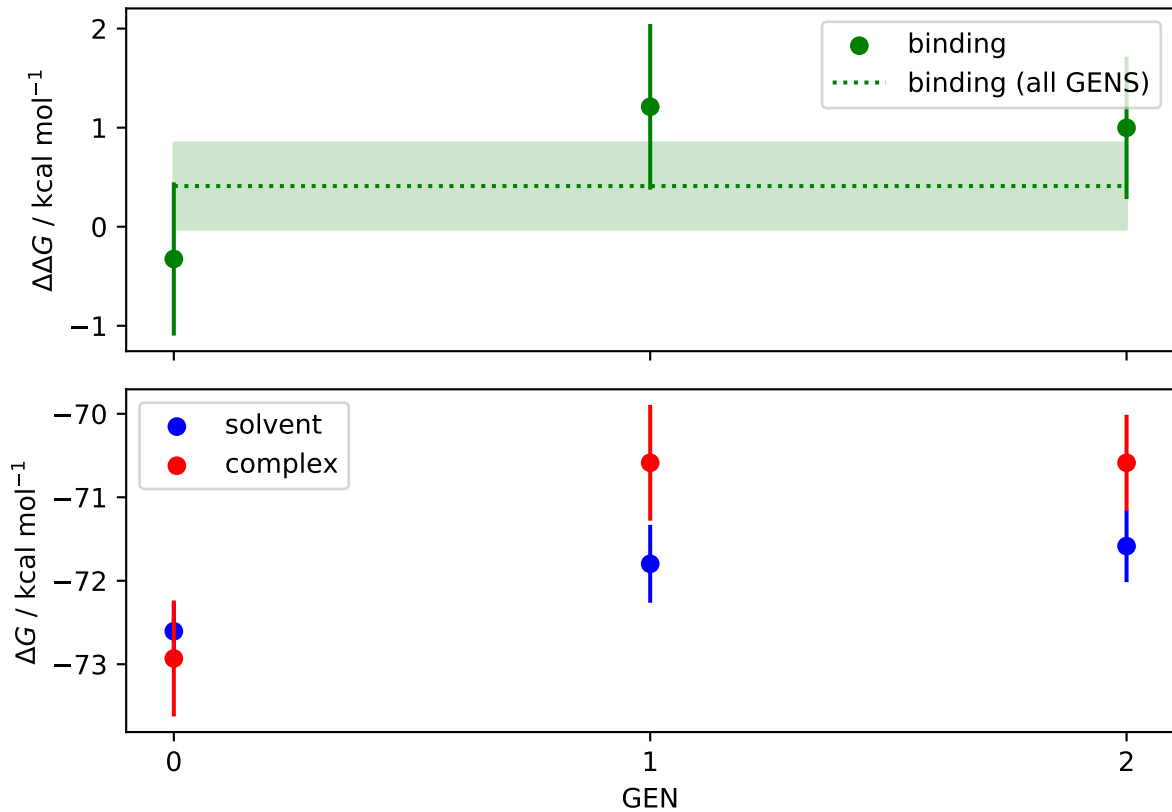 2
1
0
−1
ΔΔG / kcal mol⁻¹
binding
binding (all GENS)
−70
−71
−72
−73
ΔG / kcal mol⁻¹
solvent
complex
0 1 2
GEN